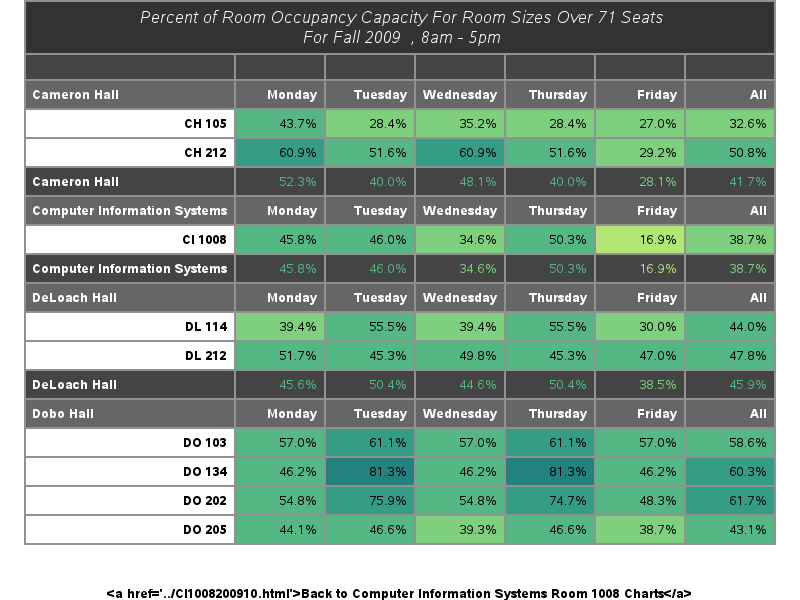 Percent of Room Occupancy Capacity For Room Sizes Over 71 Seats
For Fall 2009 , 8am - 5pm
Cameron Hall Monday Tuesday Wednesday Thursday Friday All
CH 105 43.7% 28.4% 35.2% 28.4% 27.0% 32.6%
CH 212 60.9% 51.6% 60.9% 51.6% 29.2% 50.8%
Cameron Hall 52.3% 40.0% 48.1% 40.0% 28.1% 41.7%
Computer Information Systems Monday Tuesday Wednesday Thursday Friday All
CI 1008 45.8% 46.0% 34.6% 50.3% 16.9% 38.7%
Computer Information Systems 45.8% 46.0% 34.6% 50.3% 16.9% 38.7%
DeLoach Hall Monday Tuesday Wednesday Thursday Friday All
DL 114 39.4% 55.5% 39.4% 55.5% 30.0% 44.0%
DL 212 51.7% 45.3% 49.8% 45.3% 47.0% 47.8%
DeLoach Hall 45.6% 50.4% 44.6% 50.4% 38.5% 45.9%
Dobo Hall Monday Tuesday Wednesday Thursday Friday All
DO 103 57.0% 61.1% 57.0% 61.1% 57.0% 58.6%
DO 134 46.2% 81.3% 46.2% 81.3% 46.2% 60.3%
DO 202 54.8% 75.9% 54.8% 74.7% 48.3% 61.7%
DO 205 44.1% 46.6% 39.3% 46.6% 38.7% 43.1%
<a href='../CI1008200910.html'>Back to Computer Information Systems Room 1008 Charts</a>